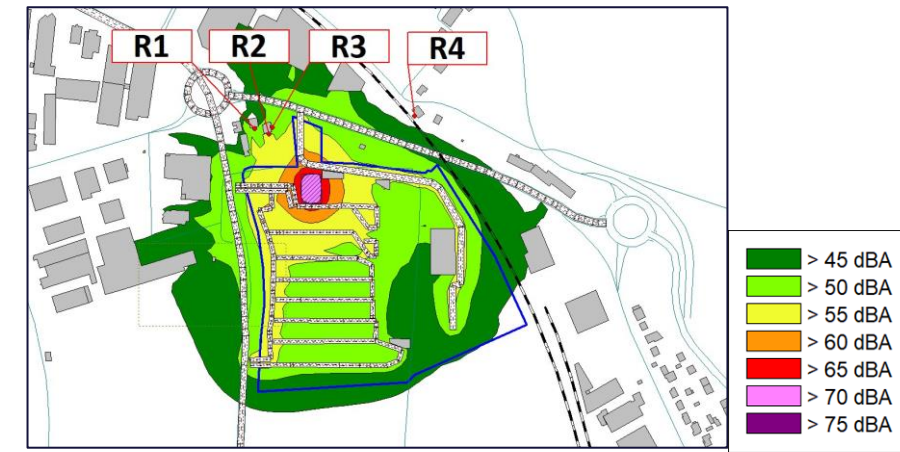 R1 R2 R3 R4
> 45 dBA
> 50 dBA
> 55 dBA
> 60 dBA
> 65 dBA
> 70 dBA
> 75 dBA